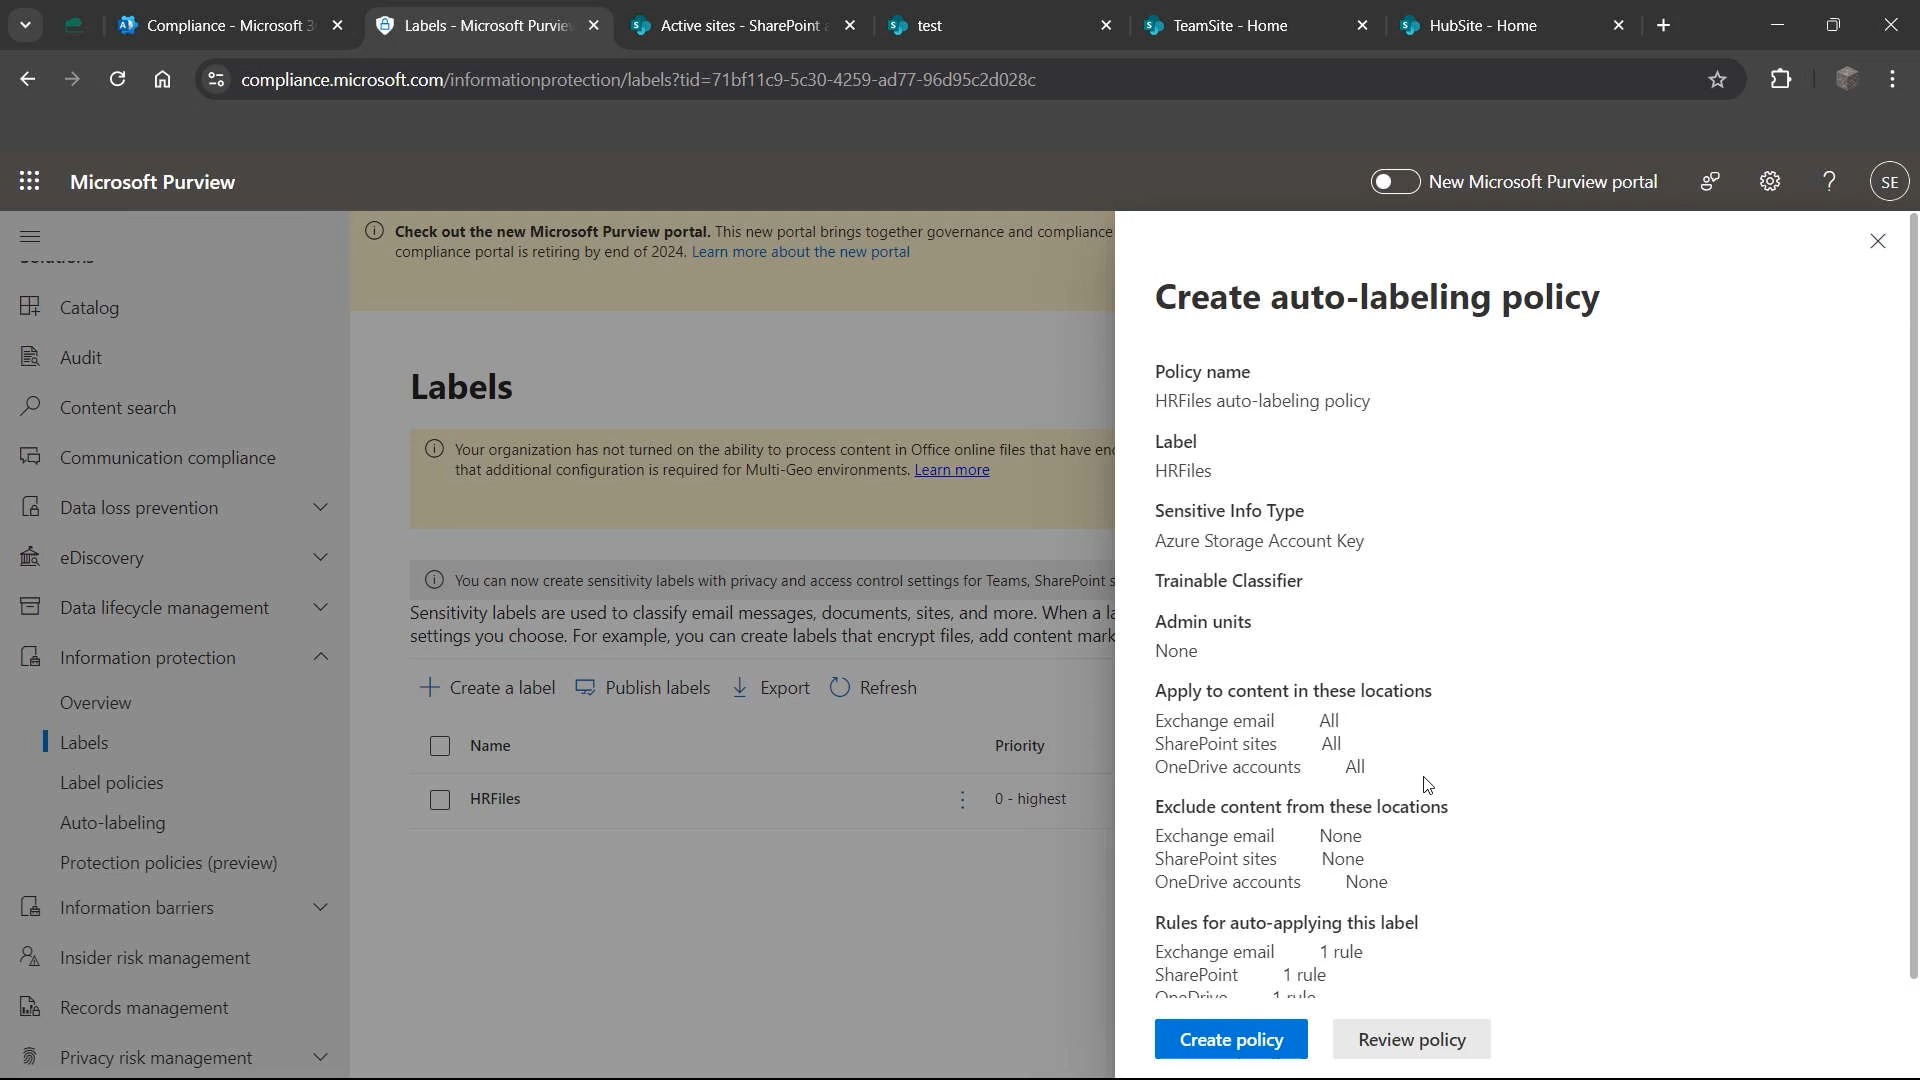 Compliance - Microsoft 3
Labels - Microsoft Purview
Active sites - SharePoint a
test
TeamSite - Home
HubSite - Home
compliance.microsoft.com/informationprotection/labels?tid=71bf11c9-5c30-4259-ad77-96d95c2d028c
Microsoft Purview
New Microsoft Purview portal
SE
Solutions
Catalog
Audit
Content search
Communication compliance
Data loss prevention
eDiscovery
Data lifecycle management
Information protection
Overview
Labels
Label policies
Auto-labeling
Protection policies (preview)
Information barriers
Insider risk management
Records management
Privacy risk management
Check out the new Microsoft Purview portal. This new portal brings together governance and compliance
compliance portal is retiring by end of 2024. Learn more about the new portal
Labels
Your organization has not turned on the ability to process content in Office online files that have enc
that additional configuration is required for Multi-Geo environments. Learn more
You can now create sensitivity labels with privacy and access control settings for Teams, SharePoint s
Sensitivity labels are used to classify email messages, documents, sites, and more. When a la
settings you choose. For example, you can create labels that encrypt files, add content mark
Create a label
Publish labels
Export
Refresh
Name
Priority
HRFiles
0 - highest
Create auto-labeling policy
Policy name
HRFiles auto-labeling policy
Label
HRFiles
Sensitive Info Type
Azure Storage Account Key
Trainable Classifier
Admin units
None
Apply to content in these locations
Exchange email All
SharePoint sites All
OneDrive accounts All
Exclude content from these locations
Exchange email None
SharePoint sites None
OneDrive accounts None
Rules for auto-applying this label
Exchange email 1 rule
SharePoint 1 rule
OneDrive 1 rule
Create policy
Review policy